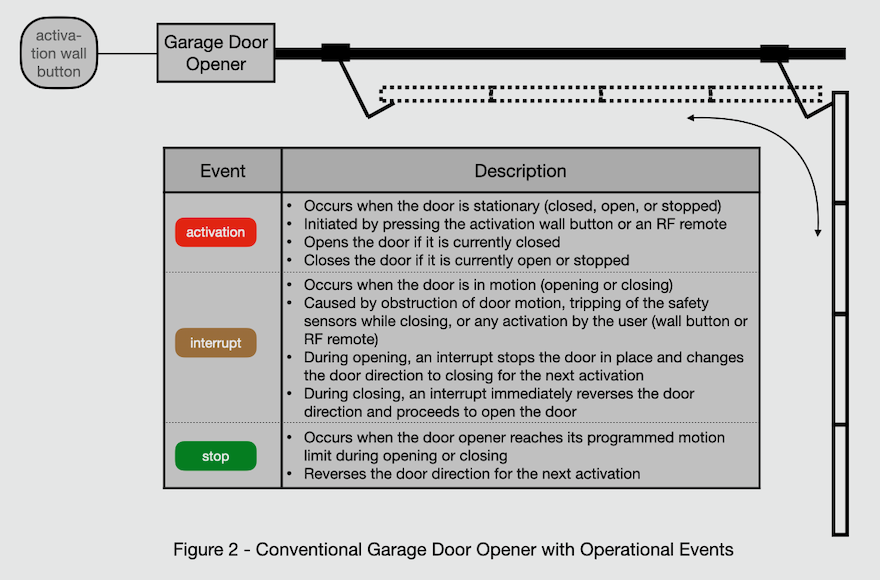 activa-
tion wall
button
Garage Door
Opener
Event
Description
activation
• Occurs when the door is stationary (closed, open, or stopped)
• Initiated by pressing the activation wall button or an RF remote
• Opens the door if it is currently closed
• Closes the door if it is currently open or stopped
interrupt
• Occurs when the door is in motion (opening or closing)
• Caused by obstruction of door motion, tripping of the safety
sensors while closing, or any activation by the user (wall button or
RF remote)
• During opening, an interrupt stops the door in place and changes
the door direction to closing for the next activation
• During closing, an interrupt immediately reverses the door
direction and proceeds to open the door
stop
• Occurs when the door opener reaches its programmed motion
limit during opening or closing
• Reverses the door direction for the next activation
Figure 2 - Conventional Garage Door Opener with Operational Events